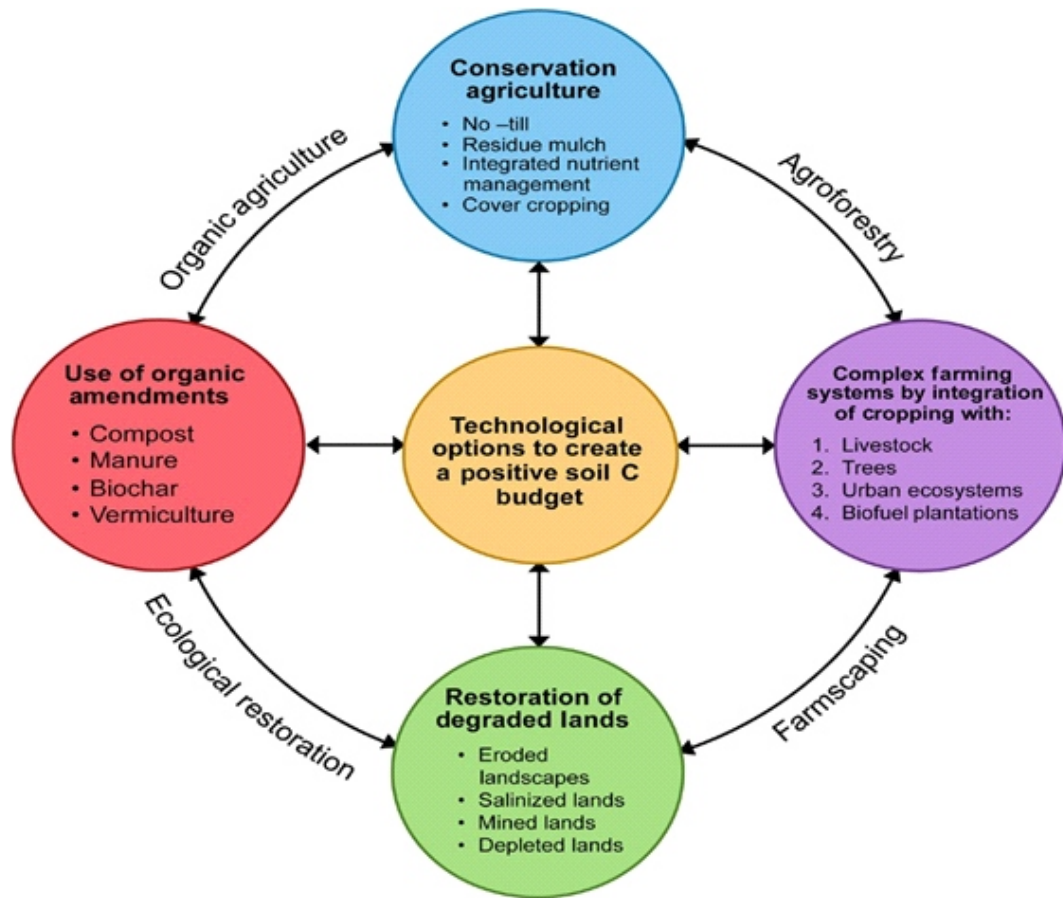 Conservation
agriculture
• No –till
• Residue mulch
• Integrated nutrient
management
• Cover cropping
Organic agriculture
Agroforestry
Use of organic
amendments
• Compost
• Manure
• Biochar
• Vermiculture
Technological
options to create
a positive soil C
budget
Complex farming
systems by integration
of cropping with:
1. Livestock
2. Trees
3. Urban ecosystems
4. Biofuel plantations
Ecological restoration
Farmscaping
Restoration of
degraded lands
• Eroded
landscapes
• Salinized lands
• Mined lands
• Depleted lands